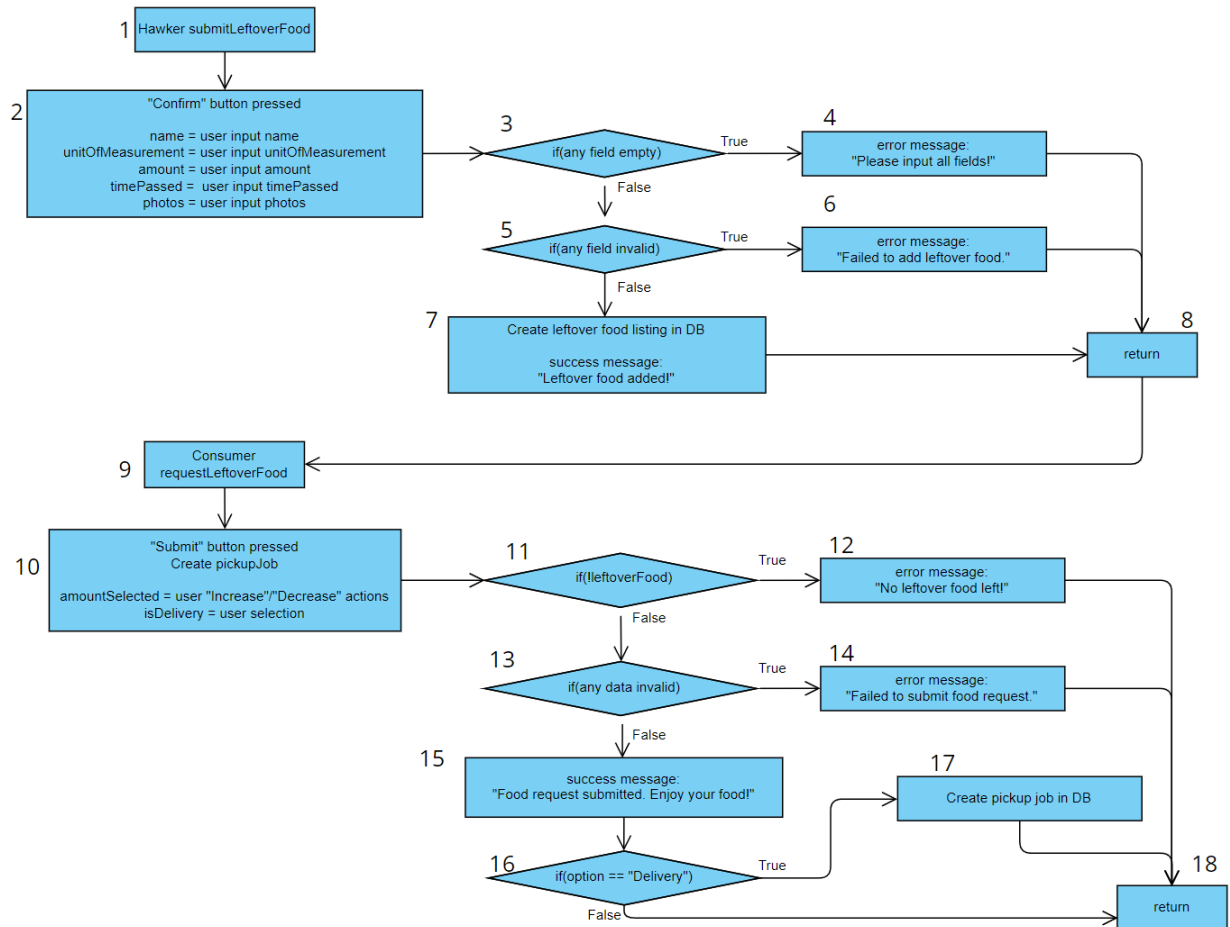 1
Hawker submitLeftoverFood
2
"Confirm" button pressed
name = user input name
unitOfMeasurement = user input unitOfMeasurement
amount = user input amount
timePassed =  user input timePassed
photos = user input photos
3
if(any field empty)
True
False
4
error message:
"Please input all fields!"
5
if(any field invalid)
True
False
6
error message:
"Failed to add leftover food."
7
Create leftover food listing in DB
success message:
"Leftover food added!"
8
return
9
Consumer
requestLeftoverFood
10
"Submit" button pressed
Create pickupJob
amountSelected = user "Increase"/"Decrease" actions
isDelivery = user selection
11
if(!leftoverFood)
True
False
12
error message:
"No leftover food left!"
13
if(any data invalid)
True
False
14
error message:
"Failed to submit food request."
15
success message:
"Food request submitted. Enjoy your food!"
16
if(option == "Delivery")
True
False
17
Create pickup job in DB
18
return